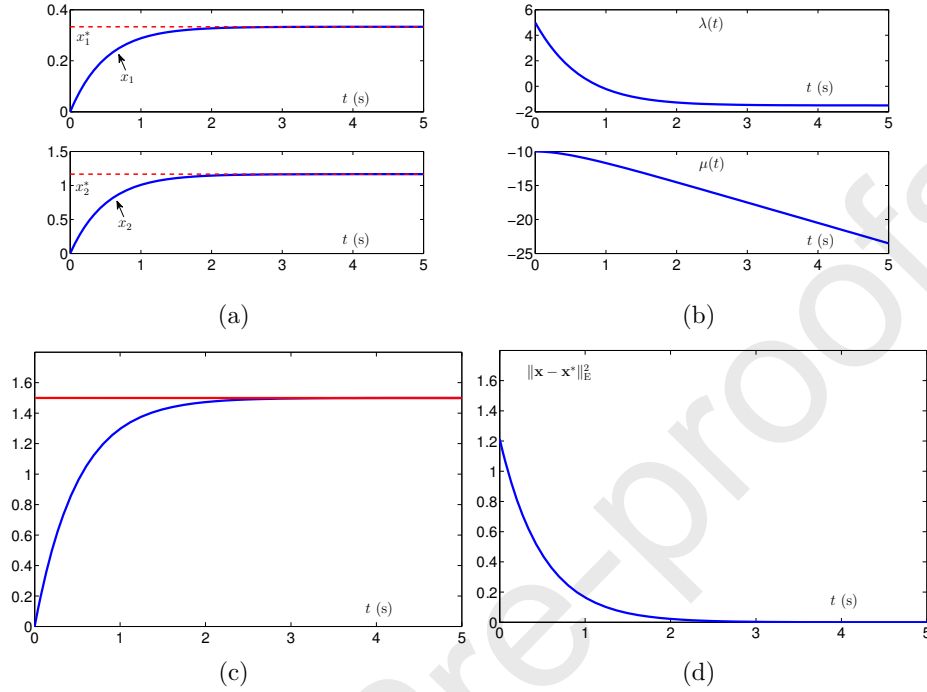 0.4
0.2
0
x₁*
x₁
t (s)
0 1 2 3 4 5
1.5
1
0.5
0
x₂*
x₂
t (s)
0 1 2 3 4 5
(a)
6
4
2
0
−2
λ(t)
t (s)
0 1 2 3 4 5
−10
−15
−20
−25
μ(t)
t (s)
0 1 2 3 4 5
(b)
1.6
1.4
1.2
1
0.8
0.6
0.4
0.2
0
t (s)
0 1 2 3 4 5
(c)
‖x − x*‖²_E
1.6
1.4
1.2
1
0.8
0.6
0.4
0.2
0
t (s)
0 1 2 3 4 5
(d)
re-proofs